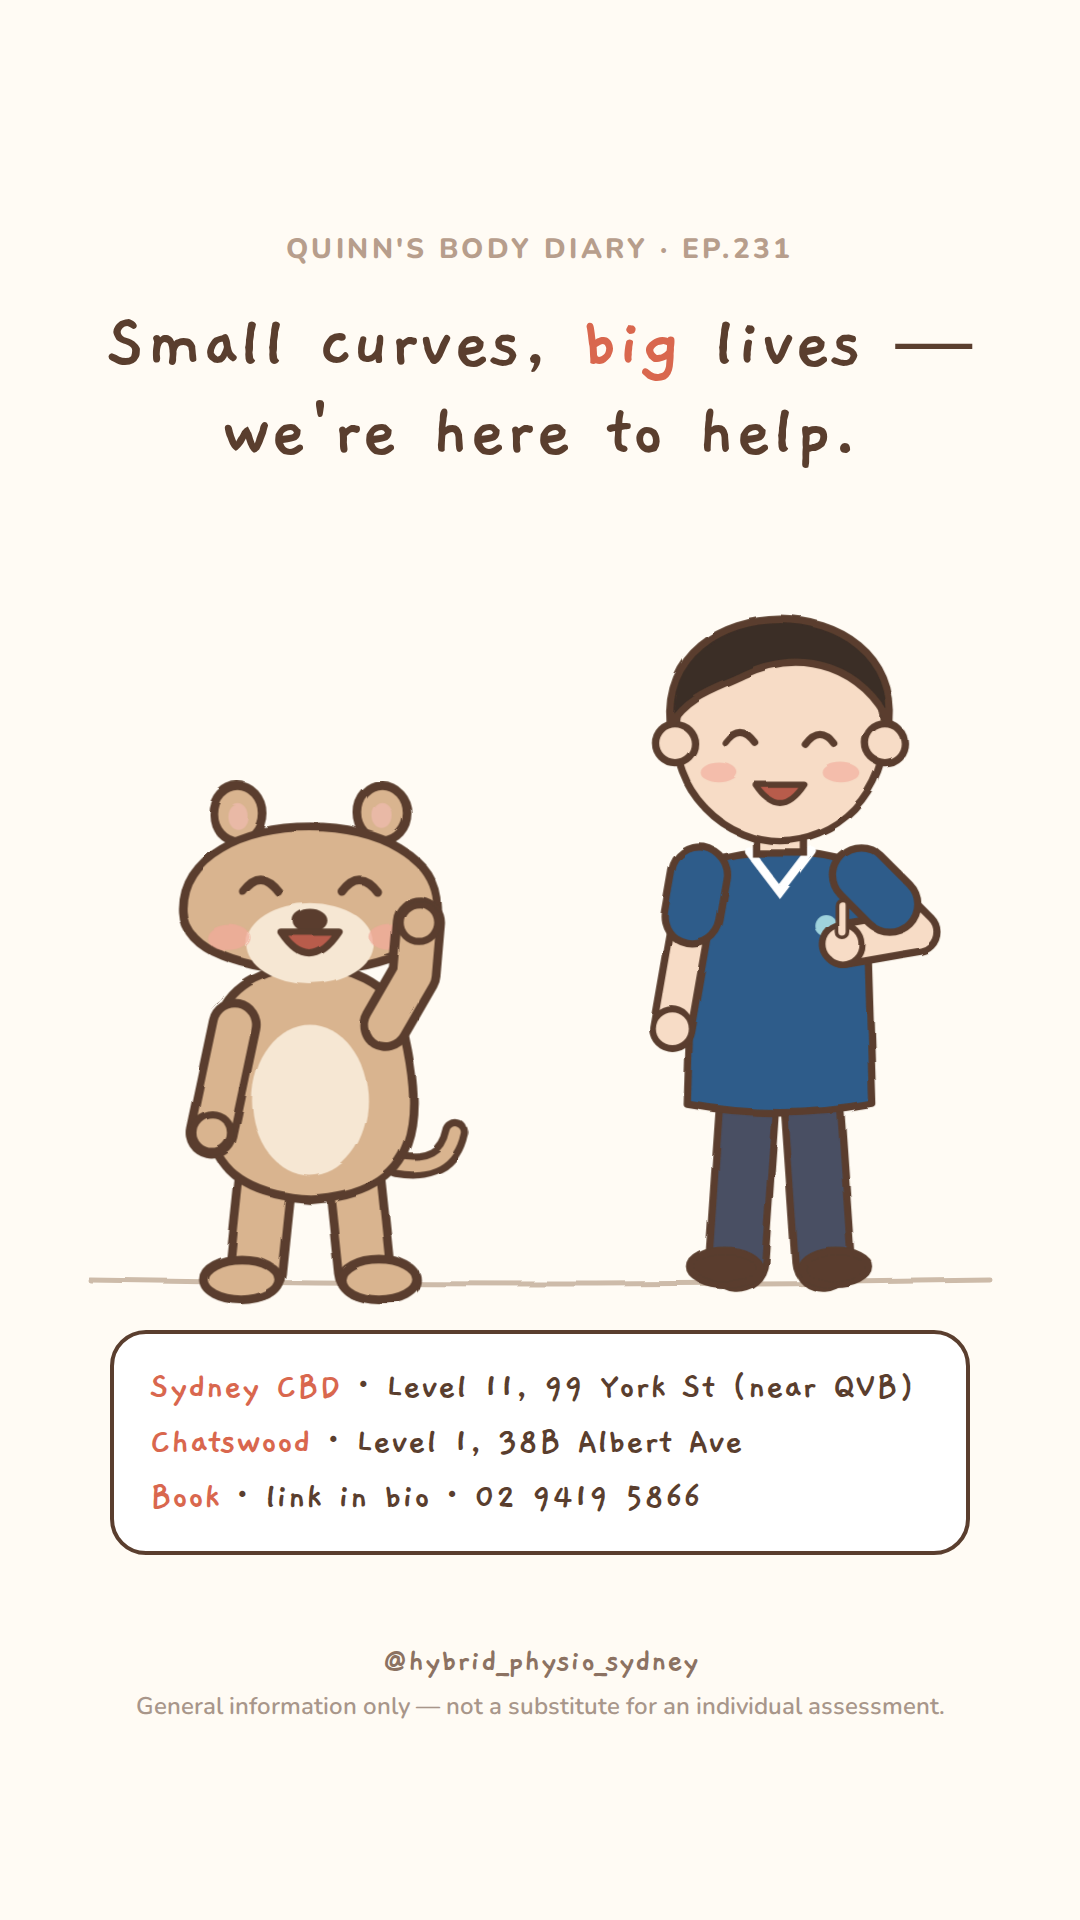 QUINN'S BODY DIARY · EP.231
Small curves, big lives —
we're here to help.
Sydney CBD · Level 11, 99 York St (near QVB)
Chatswood · Level 1, 38B Albert Ave
Book · link in bio · 02 9419 5866
@hybrid_physio_sydney
General information only — not a substitute for an individual assessment.